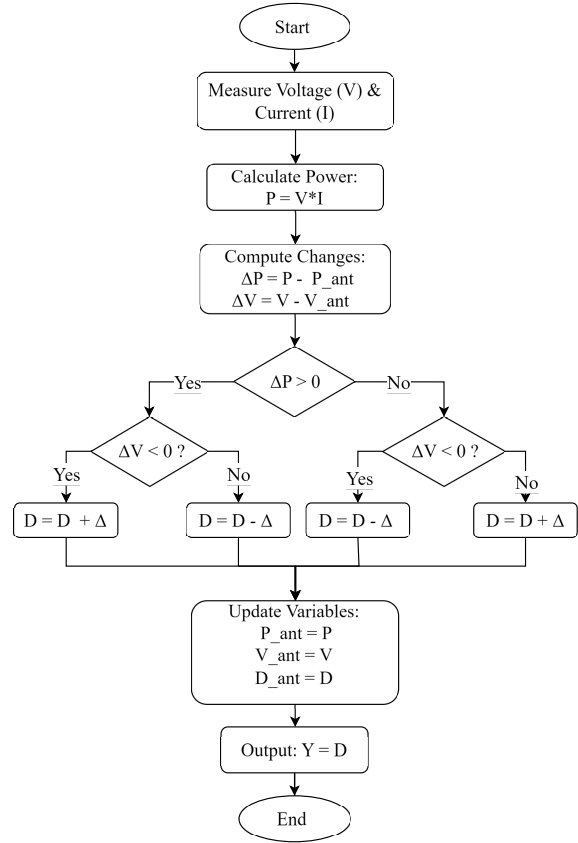 Start
Measure Voltage (V) &
Current (I)
Calculate Power:
P = V*I
Compute Changes:
ΔP = P - P_ant
ΔV = V - V_ant
Yes
ΔP > 0
No
ΔV < 0 ?
ΔV < 0 ?
Yes
No
Yes
No
D = D + Δ
D = D - Δ
D = D - Δ
D = D + Δ
Update Variables:
P_ant = P
V_ant = V
D_ant = D
Output: Y = D
End